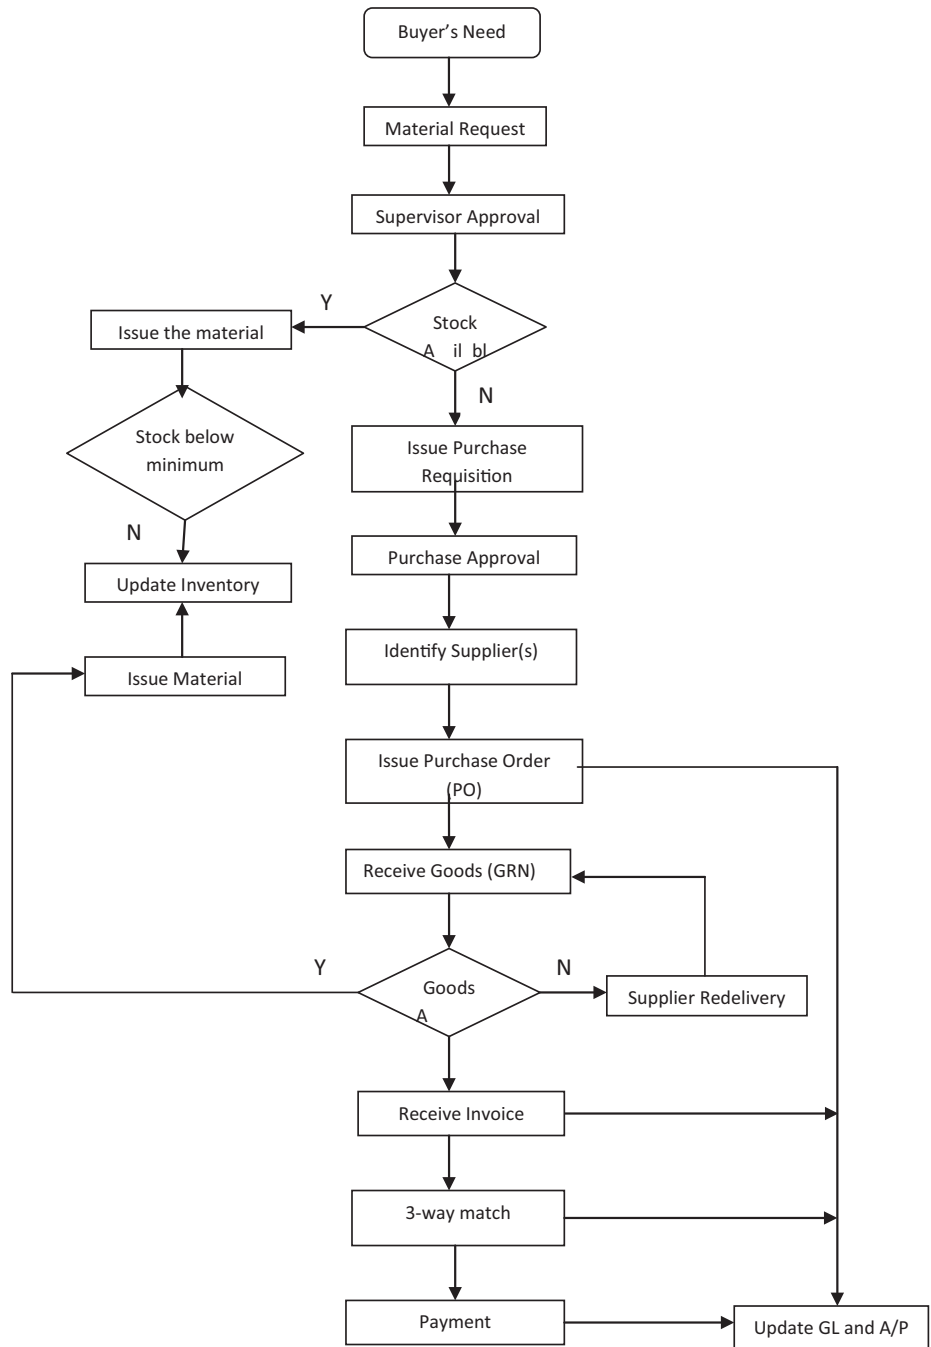 Buyer's Need
Material Request
Supervisor Approval
Y
Stock
A il bl
Issue the material
N
Stock below
minimum
Issue Purchase
Requisition
N
Purchase Approval
Update Inventory
Identify Supplier(s)
Issue Material
Issue Purchase Order
(PO)
Receive Goods (GRN)
Y
N
Goods
A
Supplier Redelivery
Receive Invoice
3-way match
Payment
Update GL and A/P